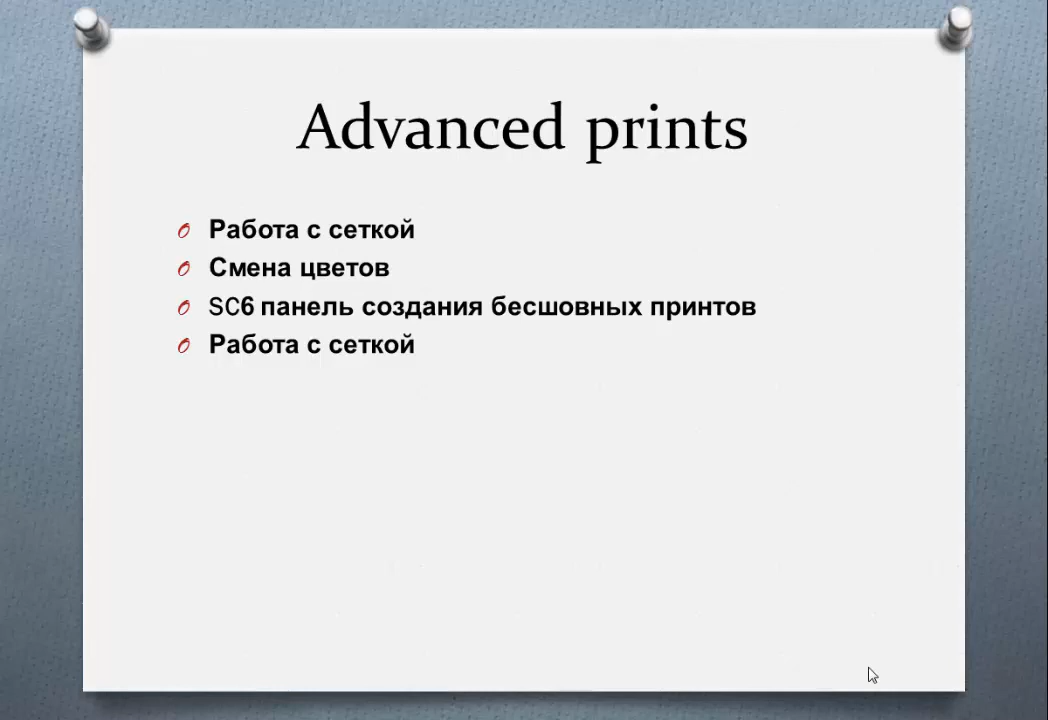 Advanced prints
Работа с сеткой
Смена цветов
SC6 панель создания бесшовных принтов
Работа с сеткой